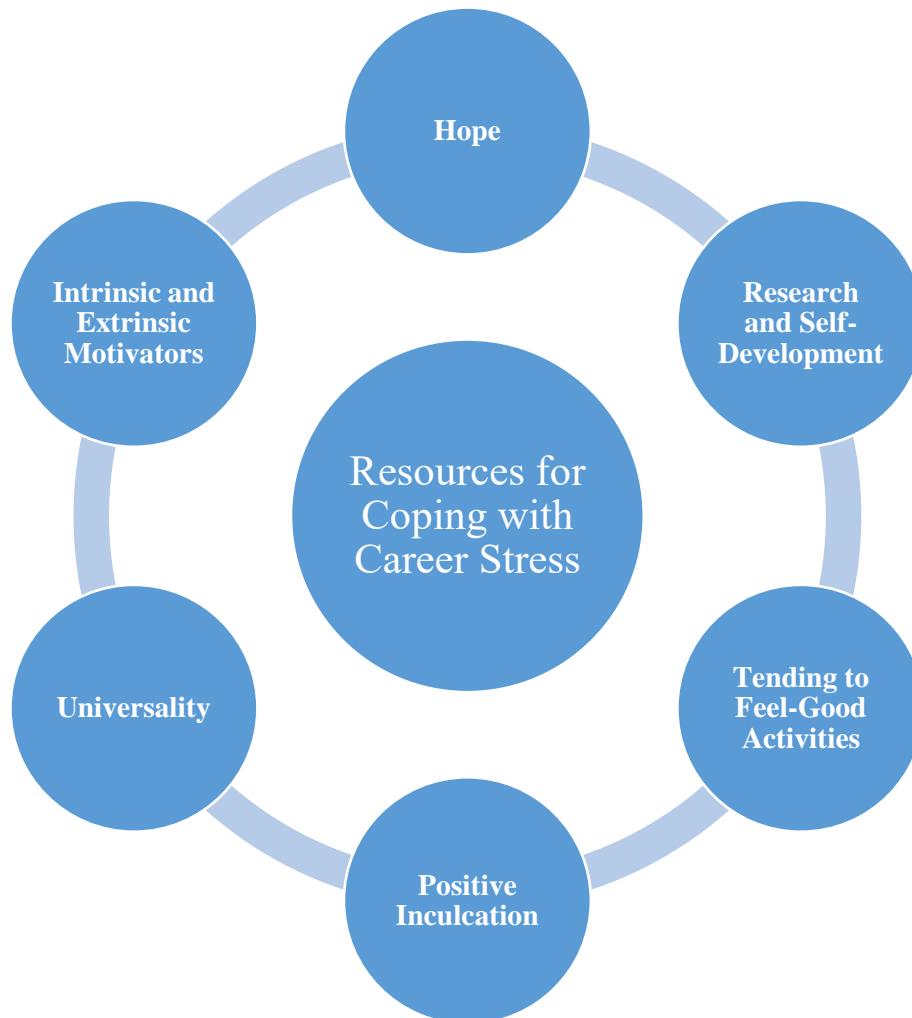 Hope
Research
and Self-
Development
Tending to
Feel-Good
Activities
Positive
Inculcation
Universality
Intrinsic and
Extrinsic
Motivators
Resources for
Coping with
Career Stress